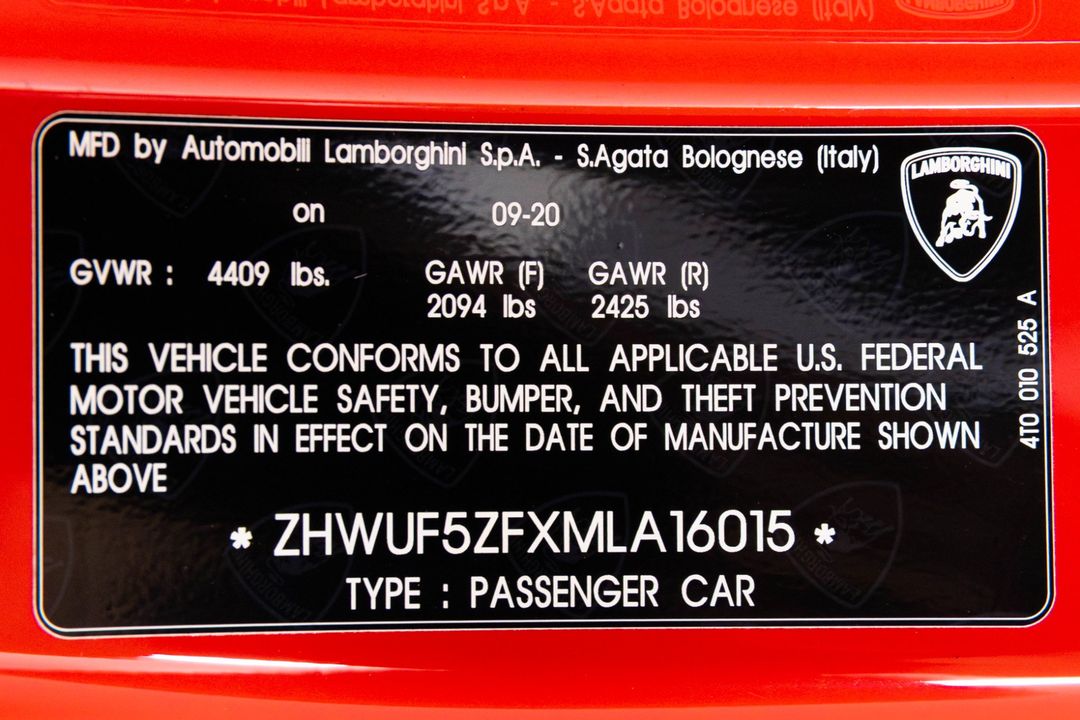 MFD by Automobili Lamborghini S.p.A. - S.Agata Bolognese (Italy)
LAMBORGHINI
on 09-20
GVWR : 4409 lbs. GAWR (F) GAWR (R)
2094 lbs 2425 lbs
THIS VEHICLE CONFORMS TO ALL APPLICABLE U.S. FEDERAL
MOTOR VEHICLE SAFETY, BUMPER, AND THEFT PREVENTION
STANDARDS IN EFFECT ON THE DATE OF MANUFACTURE SHOWN
ABOVE
* ZHWUF5ZFXMLA16015 *
TYPE : PASSENGER CAR
4T0 010 525 A